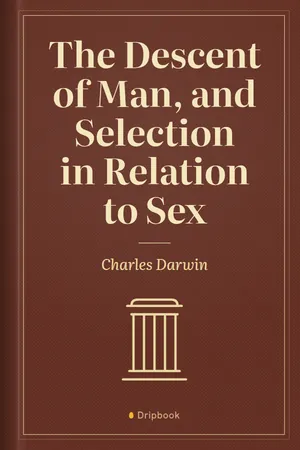 The Descent
of Man, and
Selection
in Relation
to Sex
Charles Darwin
Dripbook